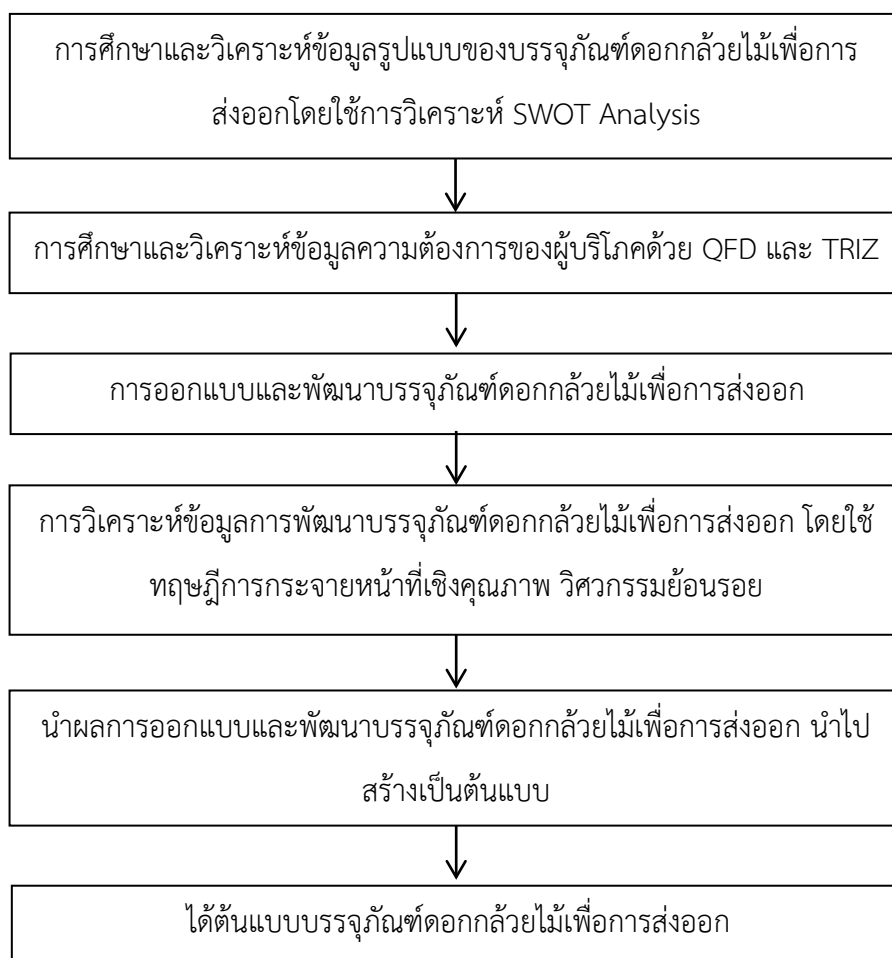 การศึกษาและวิเคราะห์ข้อมูลรูปแบบของบรรจุภัณฑ์ดอกกล้วยไม้เพื่อการ
ส่งออกโดยใช้การวิเคราะห์ SWOT Analysis
การศึกษาและวิเคราะห์ข้อมูลความต้องการของผู้บริโภคด้วย QFD และ TRIZ
การออกแบบและพัฒนาบรรจุภัณฑ์ดอกกล้วยไม้เพื่อการส่งออก
การวิเคราะห์ข้อมูลการพัฒนาบรรจุภัณฑ์ดอกกล้วยไม้เพื่อการส่งออก โดยใช้
ทฤษฎีการกระจายหน้าที่เชิงคุณภาพ วิศวกรรมย้อนรอย
นำผลการออกแบบและพัฒนาบรรจุภัณฑ์ดอกกล้วยไม้เพื่อการส่งออก นำไป
สร้างเป็นต้นแบบ
ได้ต้นแบบบรรจุภัณฑ์ดอกกล้วยไม้เพื่อการส่งออก